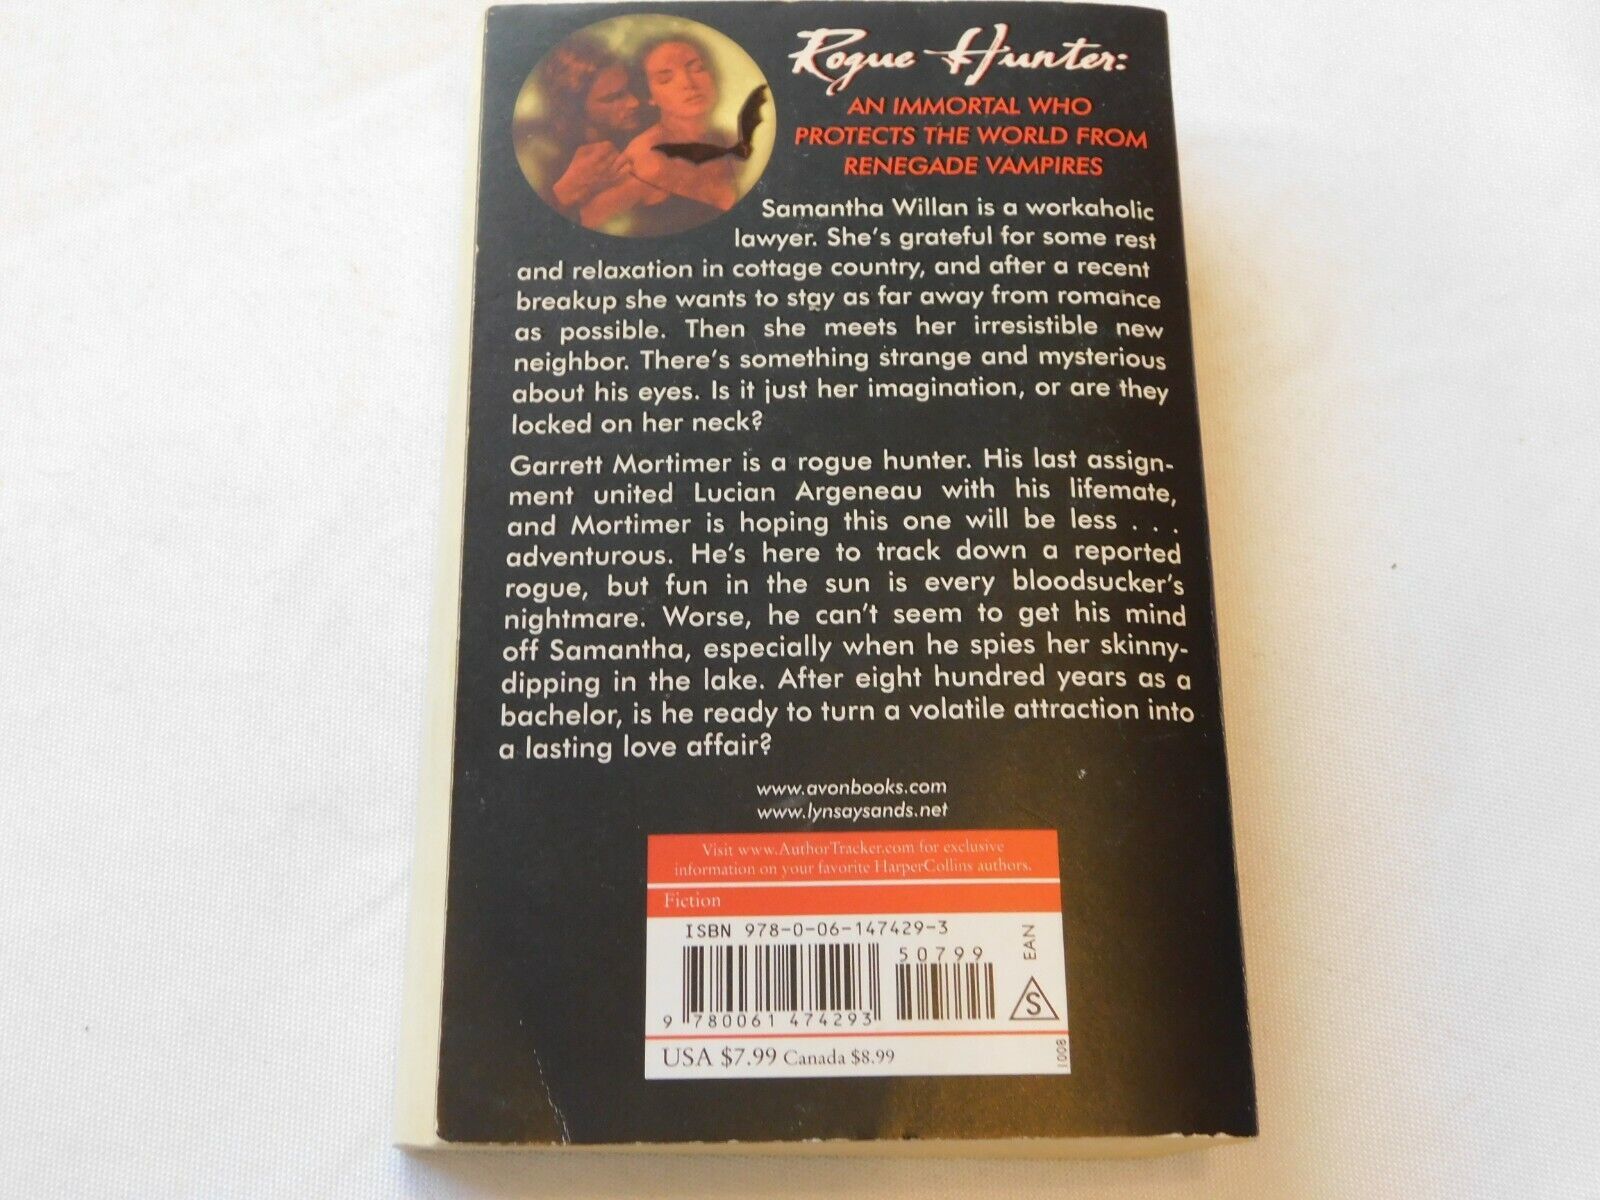 Rogue Hunter:
AN IMMORTAL WHO
PROTECTS THE WORLD FROM
RENEGADE VAMPIRES
Samantha Willan is a workaholic
lawyer. She's grateful for some rest
and relaxation in cottage country, and after a recent
breakup she wants to stay as far away from romance
as possible. Then she meets her irresistible new
neighbor. There's something strange and mysterious
about his eyes. Is it just her imagination, or are they
locked on her neck?
Garrett Mortimer is a rogue hunter. His last assign-
ment united Lucian Argeneau with his lifemate,
and Mortimer is hoping this one will be less . . .
adventurous. He's here to track down a reported
rogue, but fun in the sun is every bloodsucker's
nightmare. Worse, he can't seem to get his mind
off Samantha, especially when he spies her skinny-
dipping in the lake. After eight hundred years as a
bachelor, is he ready to turn a volatile attraction into
a lasting love affair?
www.avonbooks.com
www.lynsaysands.net
Visit www.AuthorTracker.com for exclusive
information on your favorite HarperCollins authors.
Fiction
ISBN 978-0-06-147429-3
50799
EAN
S
9 780061 474293
USA $7.99 Canada $8.99
1008